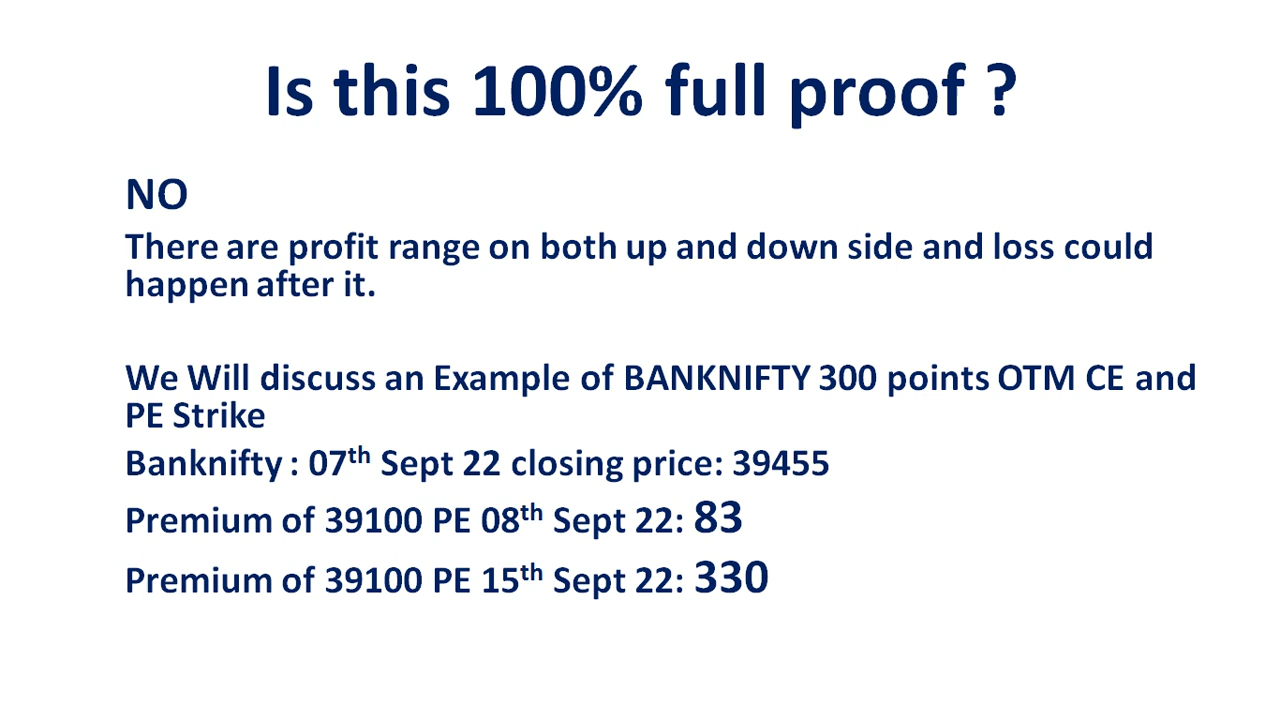 Is this 100% full proof ?
NO
There are profit range on both up and down side and loss could
happen after it.
We Will discuss an Example of BANKNIFTY 300 points OTM CE and
PE Strike
Banknifty : 07th Sept 22 closing price: 39455
Premium of 39100 PE 08th Sept 22: 83
Premium of 39100 PE 15th Sept 22: 330